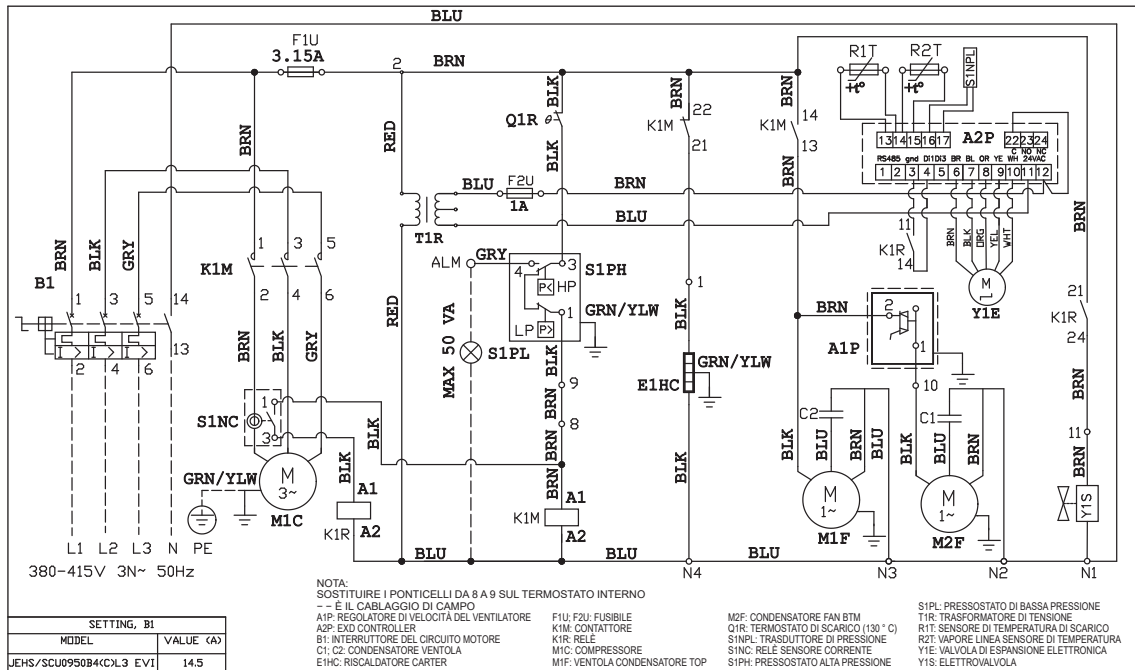 BLU
F1U
3.15A
2
BRN
BRN
RED
BLK
Q1R θ
BLK
BRN
22
K1M
21
K1M
14
13
BRN
R1T
+t°
R2T
+t°
S1NPL
A2P
13 14 15 16 17
22 23 24
C NO NC
RS485 gnd DI1DI3 BR BL OR YE WH 24VAC
1 2 3 4 5 6 7 8 9 10 11 12
BLU
F2U
1A
BRN
BLU
T1R
11
K1R
14
BRN
BLK
ORG
YEL
WHT
M
Y1E
BRN
B1
BRN
BLK
GRY
1 3 5 14
13
I> I> I>
2 4 6
K1M
1 3 5
2 4 6
BRN
BLK
GRY
RED
ALM
GRY
4
3
S1PH
P< HP
GRN/YLW
1
LP P>
S1PL
MAX 50 VA
BLK
9
BRN
8
BRN
BRN
1
BLK
GRN/YLW
E1HC
BLK
BRN
2
A1P
1
10
21
K1R
24
BRN
11
BRN
Y1S
S1NC
1
3
BLK
BLK
GRN/YLW
M
3~
M1C
A1
K1R
A2
A1
K1M
A2
C2
BLK
BLU
BRN
BLU
M
1~
M1F
C1
BLK
BLU
BRN
M
1~
M2F
BLU
BLU
BLU
L1 L2 L3 N PE
N4
N3
N2
N1
380-415V 3N~ 50Hz
SETTING, B1
MODEL VALUE (A)
JEHS/SCU0950B4(C)L3 EVI 14.5
NOTA:
SOSTITUIRE I PONTICELLI DA 8 A 9 SUL TERMOSTATO INTERNO
– – È IL CABLAGGIO DI CAMPO
A1P: REGOLATORE DI VELOCITÀ DEL VENTILATORE
A2P: EXD CONTROLLER
B1: INTERRUTTORE DEL CIRCUITO MOTORE
C1; C2: CONDENSATORE VENTOLA
E1HC: RISCALDATORE CARTER
F1U; F2U: FUSIBILE
K1M: CONTATTORE
K1R: RELÈ
M1C: COMPRESSORE
M1F: VENTOLA CONDENSATORE TOP
M2F: CONDENSATORE FAN BTM
Q1R: TERMOSTATO DI SCARICO (130 ° C)
S1NPL: TRASDUTTORE DI PRESSIONE
S1NC: RELÈ SENSORE CORRENTE
S1PH: PRESSOSTATO ALTA PRESSIONE
S1PL: PRESSOSTATO DI BASSA PRESSIONE
T1R: TRASFORMATORE DI TENSIONE
R1T: SENSORE DI TEMPERATURA DI SCARICO
R2T: VAPORE LINEA SENSORE DI TEMPERATURA
Y1E: VALVOLA DI ESPANSIONE ELETTRONICA
Y1S: ELETTROVALVOLA